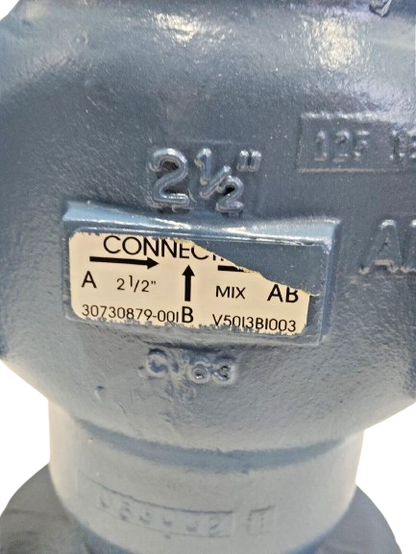 2½"
125
CONNECT
A 2 1/2" MIX AB
30730879-001 B V5013B1003
CV63